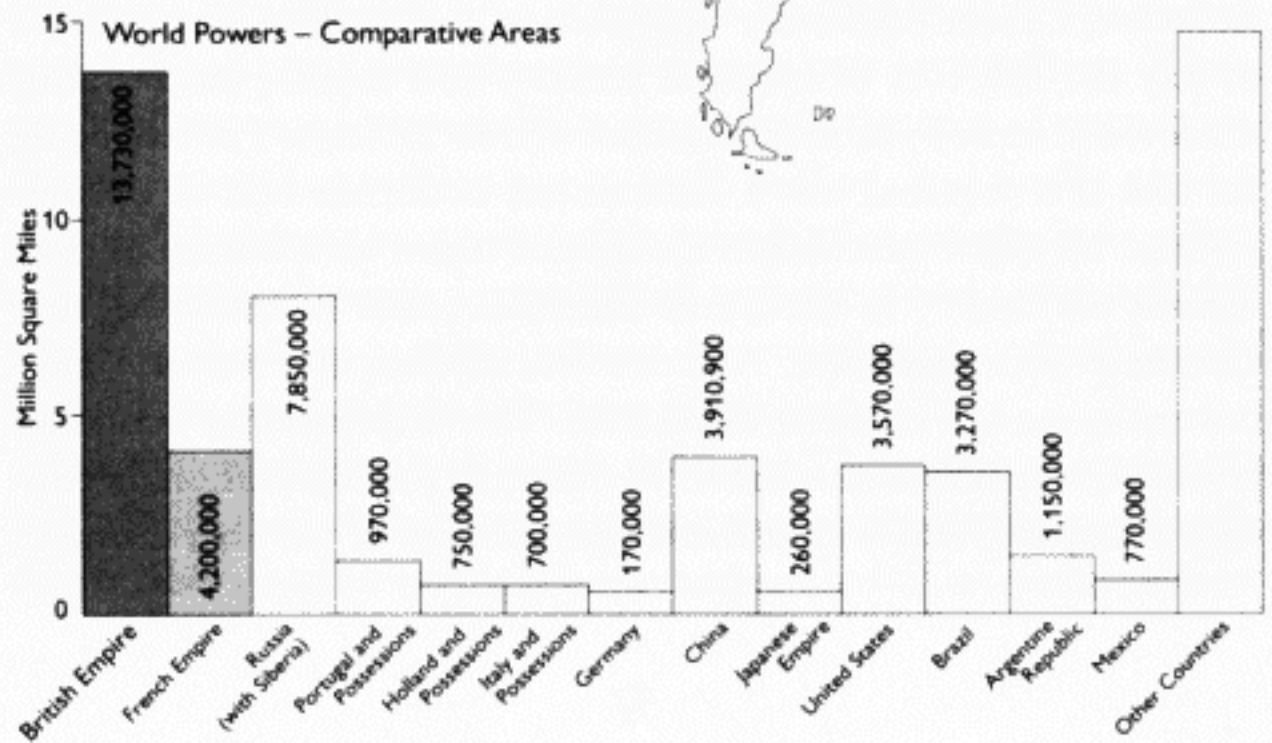 World Powers – Comparative Areas
Million Square Miles
15
10
5
0
13,730,000
4,200,000
7,850,000
970,000
750,000
700,000
170,000
3,910,900
260,000
3,570,000
3,270,000
1,150,000
770,000
British Empire
French Empire
Russia
(with Siberia)
Portugal and
Possessions
Holland and
Possessions
Italy and
Possessions
Germany
China
Japanese
Empire
United States
Brazil
Argentine
Republic
Mexico
Other Countries